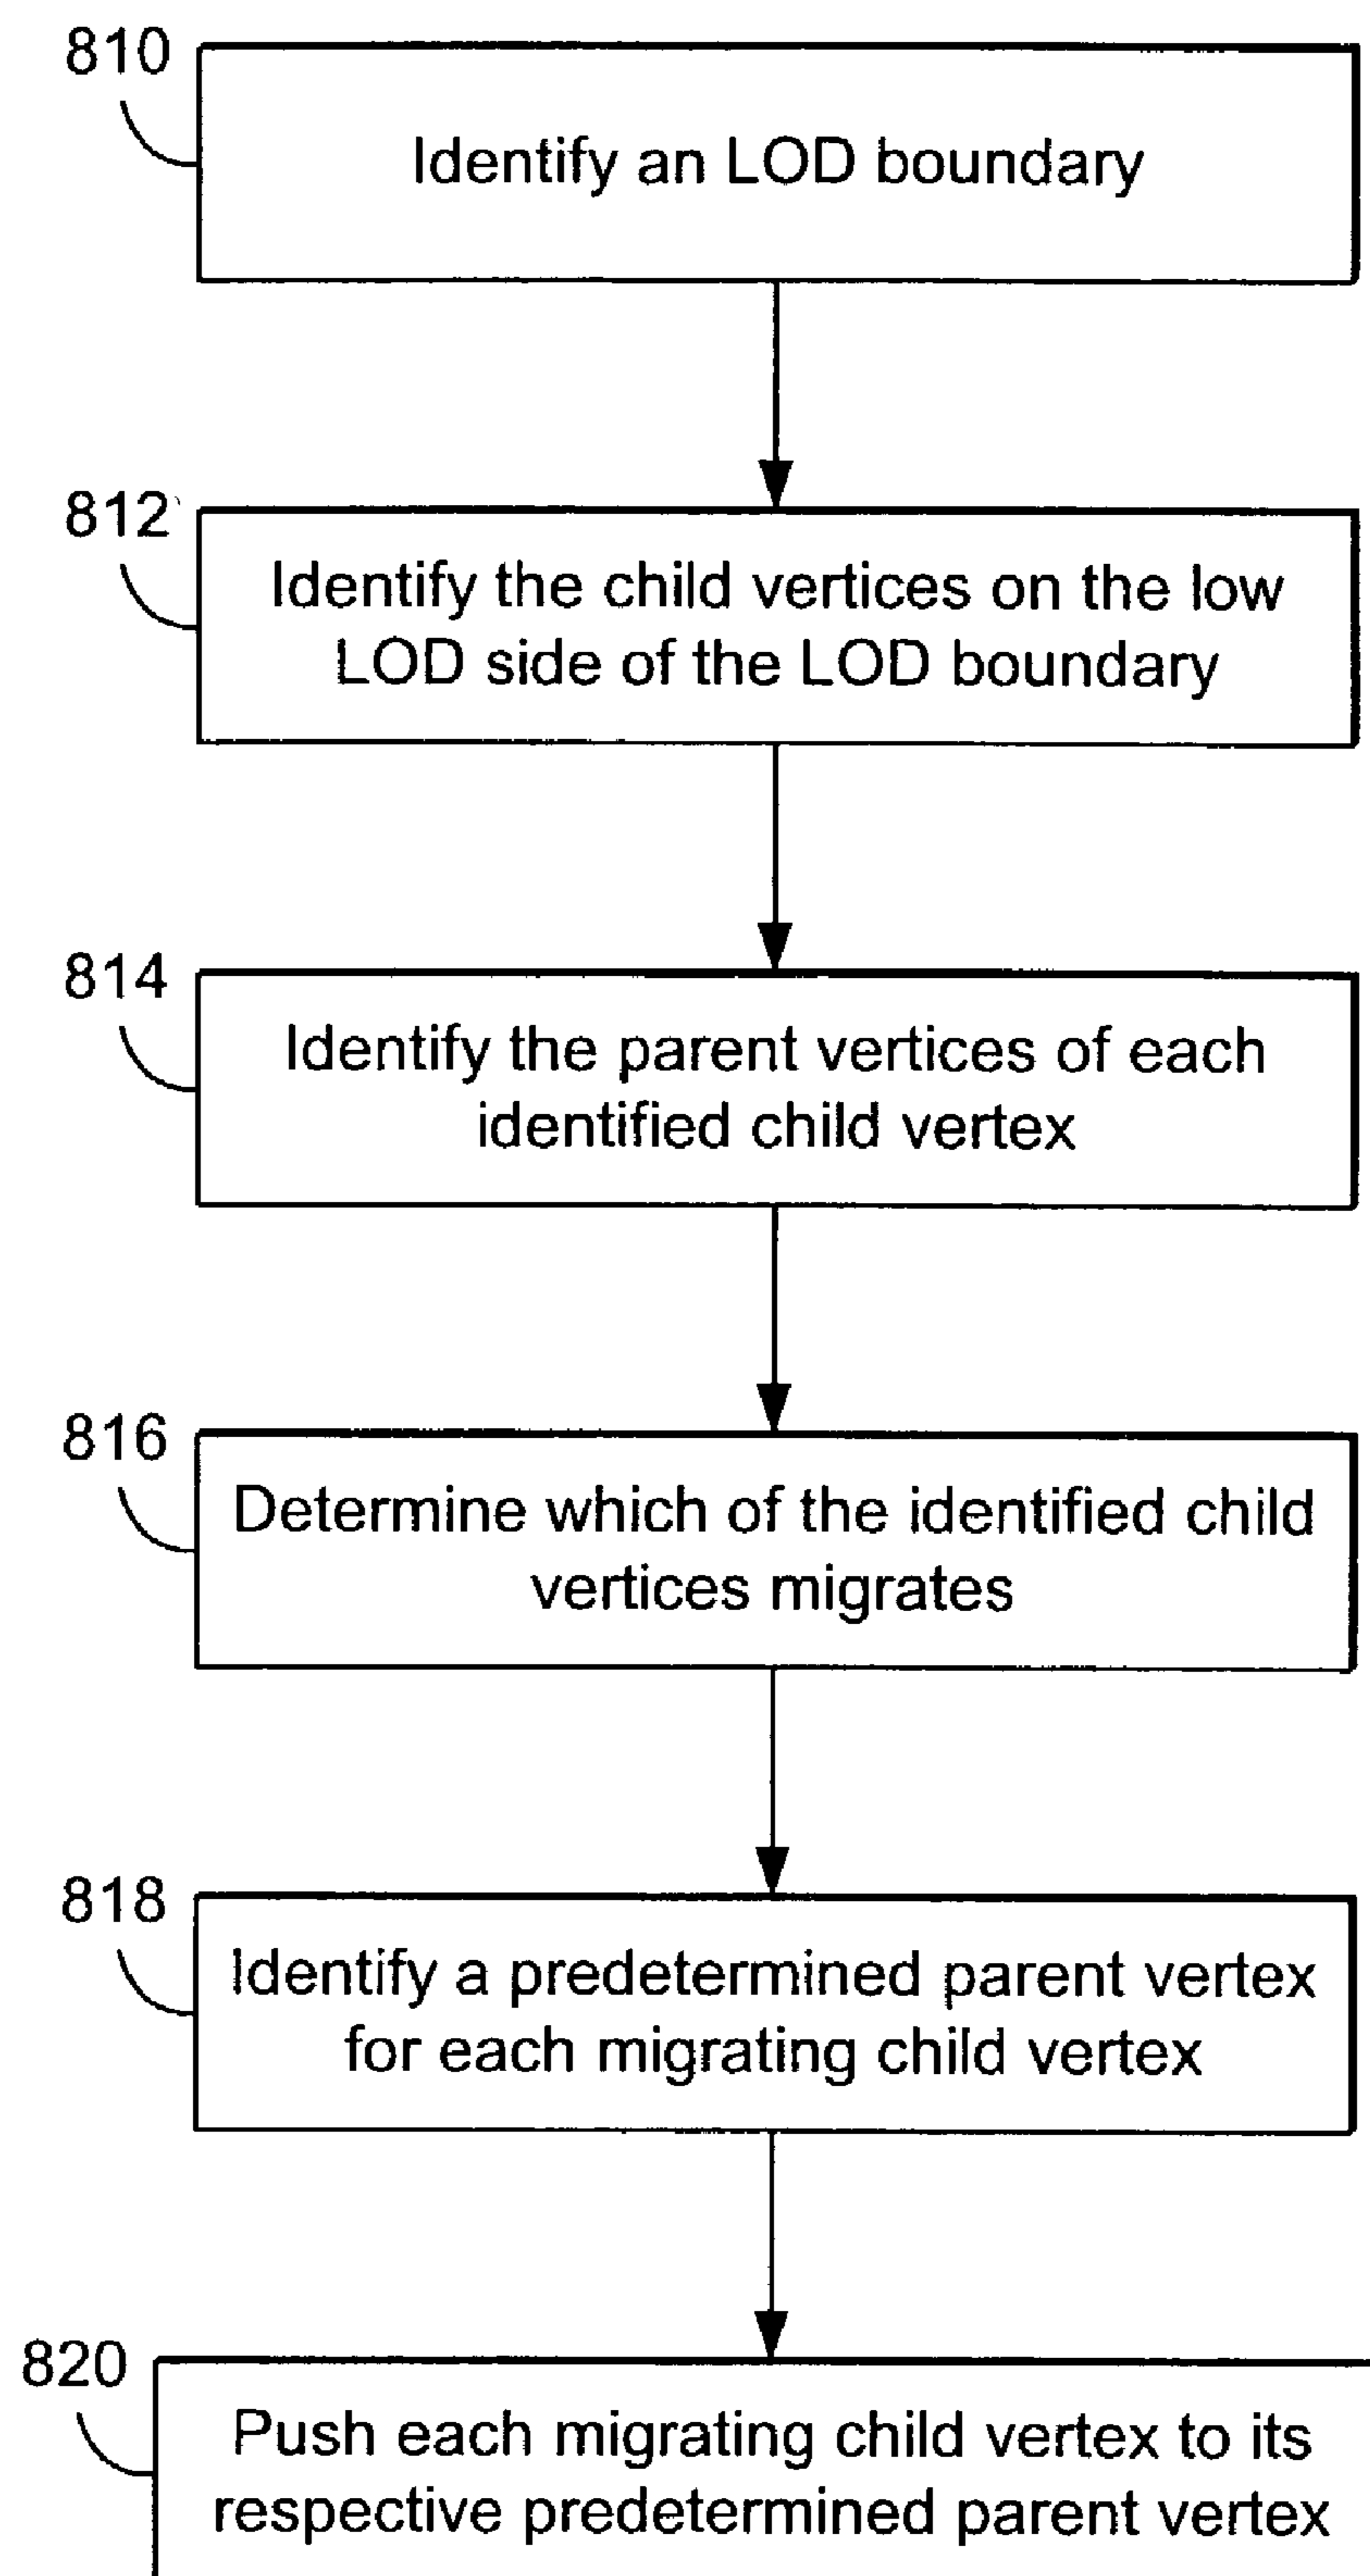 810
Identify an LOD boundary
812
Identify the child vertices on the low
LOD side of the LOD boundary
814
Identify the parent vertices of each
identified child vertex
816
Determine which of the identified child
vertices migrates
818
Identify a predetermined parent vertex
for each migrating child vertex
820
Push each migrating child vertex to its
respective predetermined parent vertex